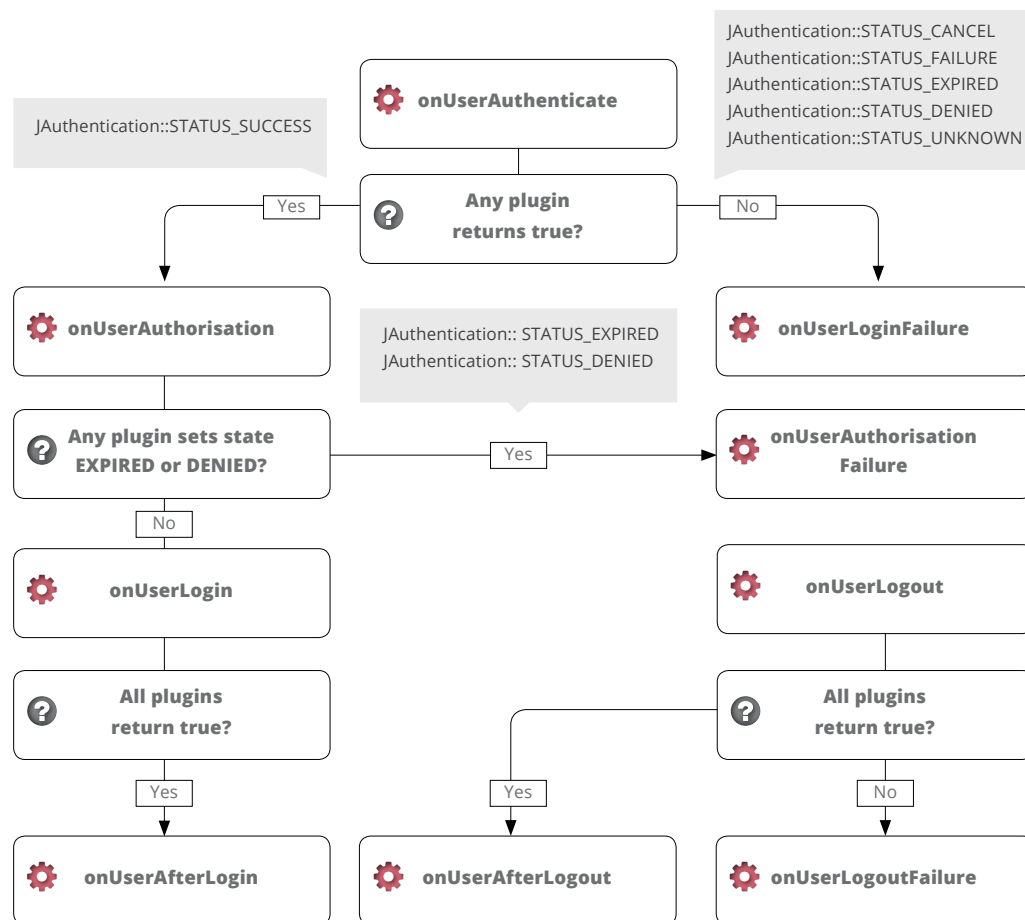 JAuthentication::STATUS_CANCEL
JAuthentication::STATUS_FAILURE
JAuthentication::STATUS_EXPIRED
JAuthentication::STATUS_DENIED
JAuthentication::STATUS_UNKNOWN
onUserAuthenticate
JAuthentication::STATUS_SUCCESS
Any plugin
returns true?
Yes
No
onUserAuthorisation
JAuthentication:: STATUS_EXPIRED
JAuthentication:: STATUS_DENIED
onUserLoginFailure
Any plugin sets state
EXPIRED or DENIED?
Yes
onUserAuthorisation
Failure
No
onUserLogin
onUserLogout
All plugins
return true?
All plugins
return true?
Yes
Yes
No
onUserAfterLogin
onUserAfterLogout
onUserLogoutFailure